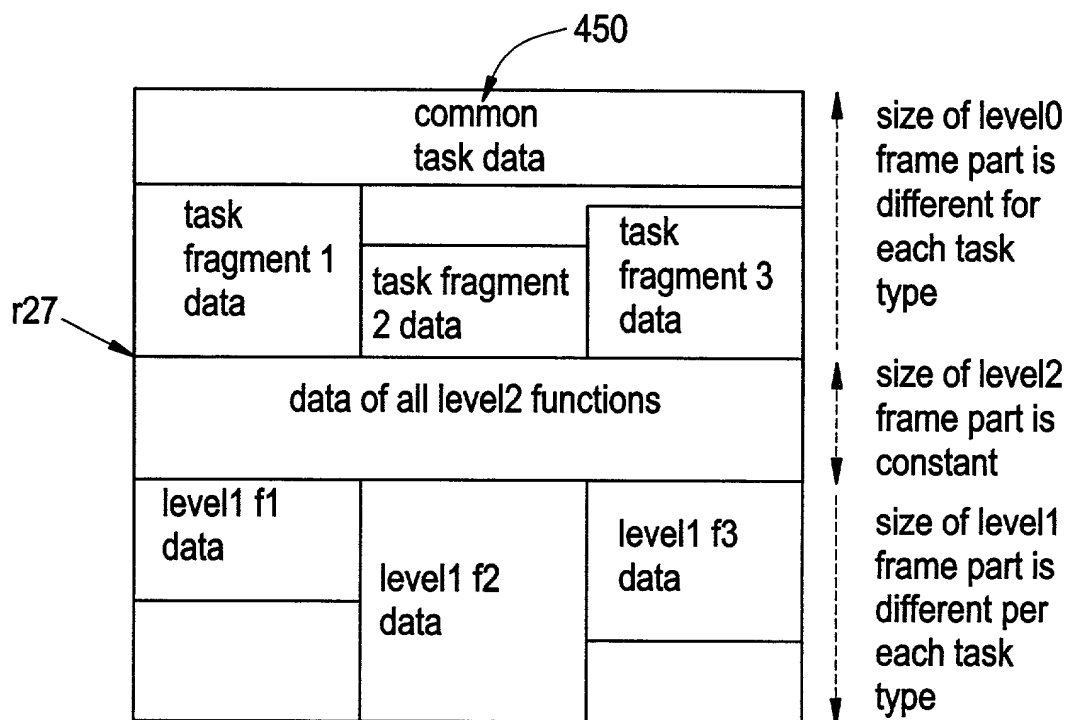 450
common
task data
task
fragment 1
data
task fragment
2 data
task
fragment 3
data
r27
data of all level2 functions
level1 f1
data
level1 f2
data
level1 f3
data
size of level0
frame part is
different for
each task
type
size of level2
frame part is
constant
size of level1
frame part is
different per
each task
type